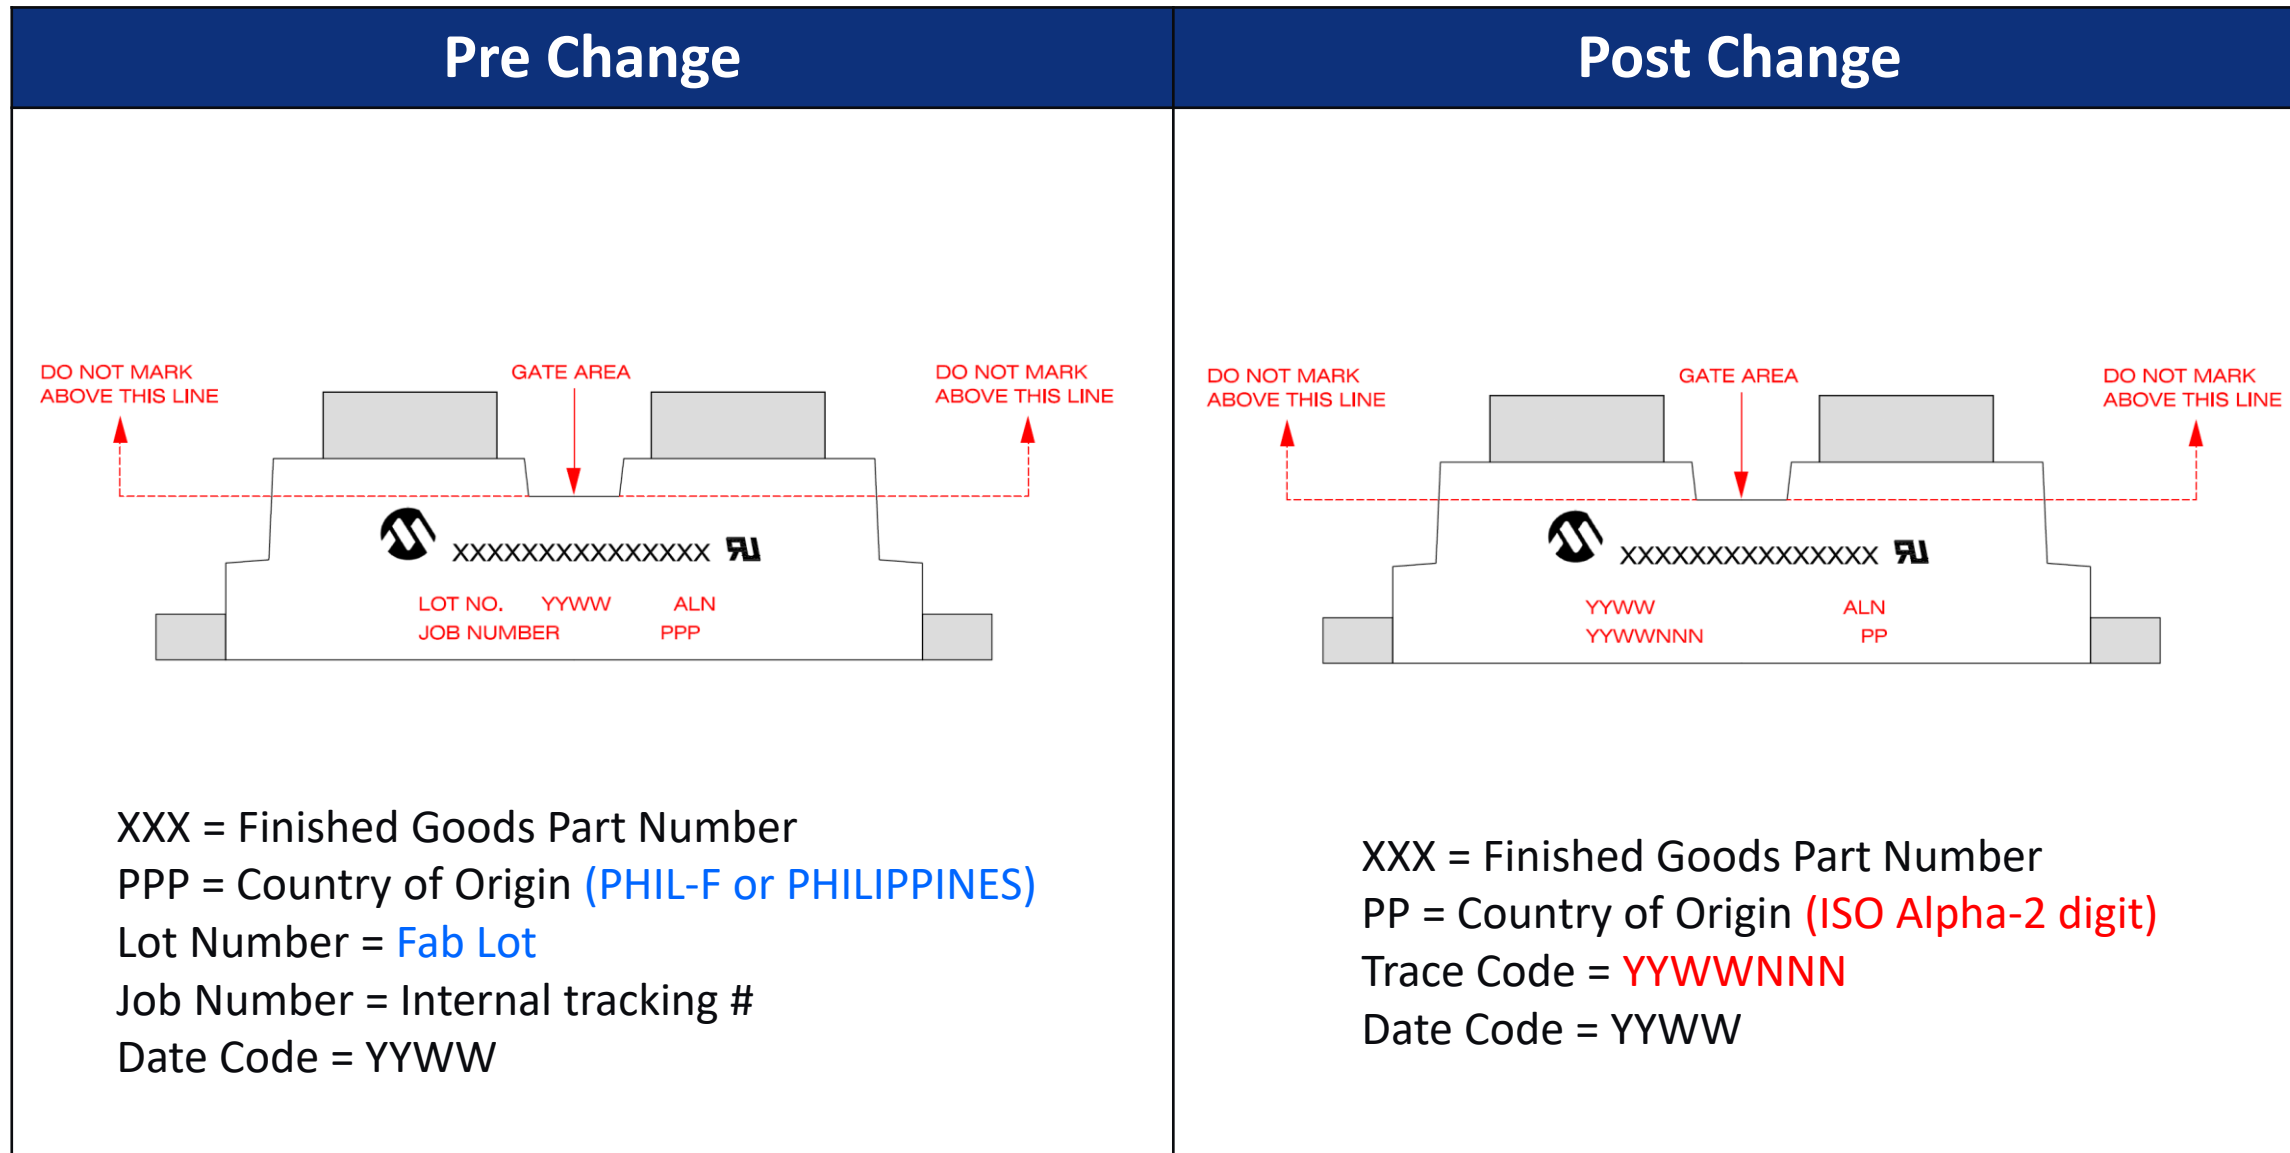 Pre Change
Post Change
DO NOT MARK
ABOVE THIS LINE
GATE AREA
DO NOT MARK
ABOVE THIS LINE
XXXXXXXXXXXXXXX
LOT NO. YYWW ALN
JOB NUMBER PPP
XXX = Finished Goods Part Number
PPP = Country of Origin (PHIL-F or PHILIPPINES)
Lot Number = Fab Lot
Job Number = Internal tracking #
Date Code = YYWW
DO NOT MARK
ABOVE THIS LINE
GATE AREA
DO NOT MARK
ABOVE THIS LINE
XXXXXXXXXXXXXXX
YYWW ALN
YYWWNNN PP
XXX = Finished Goods Part Number
PP = Country of Origin (ISO Alpha-2 digit)
Trace Code = YYWWNNN
Date Code = YYWW